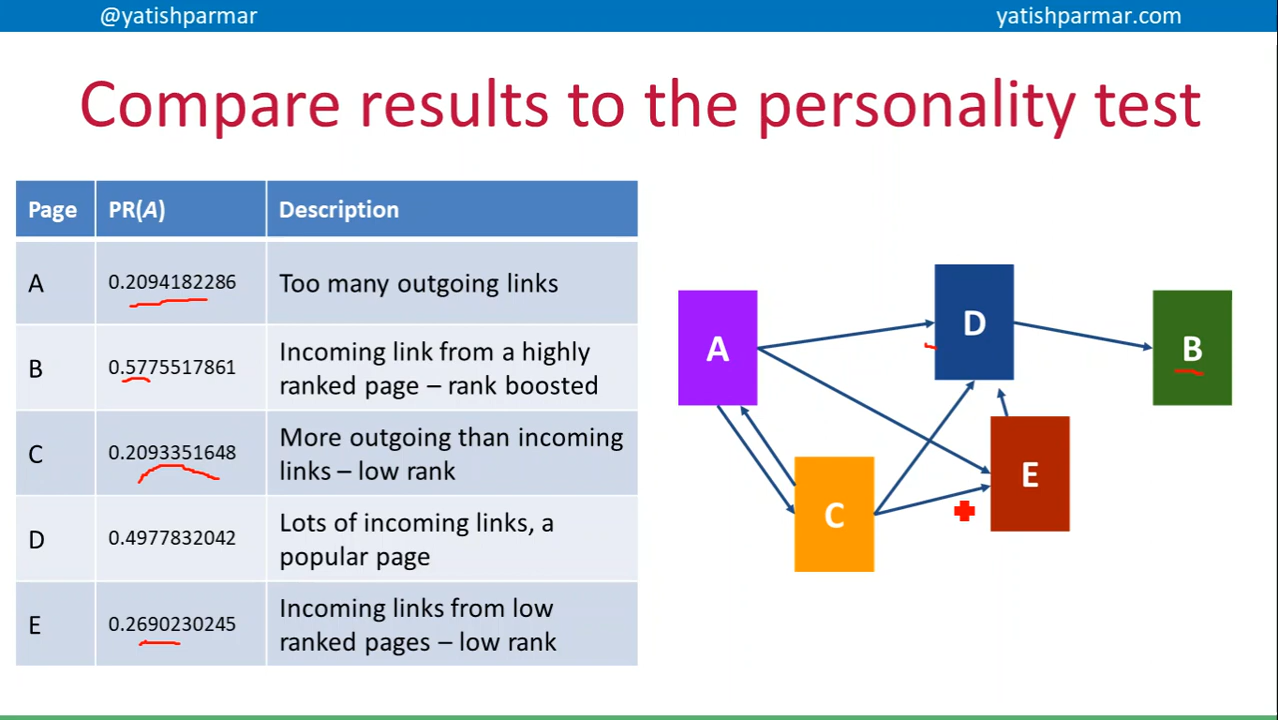 @yatishparmar
yatishparmar.com
Compare results to the personality test
Page PR(A) Description
A 0.2094182286 Too many outgoing links
B 0.5775517861 Incoming link from a highly
ranked page – rank boosted
C 0.2093351648 More outgoing than incoming
links – low rank
D 0.4977832042 Lots of incoming links, a
popular page
E 0.2690230245 Incoming links from low
ranked pages – low rank
A
D
B
C
E